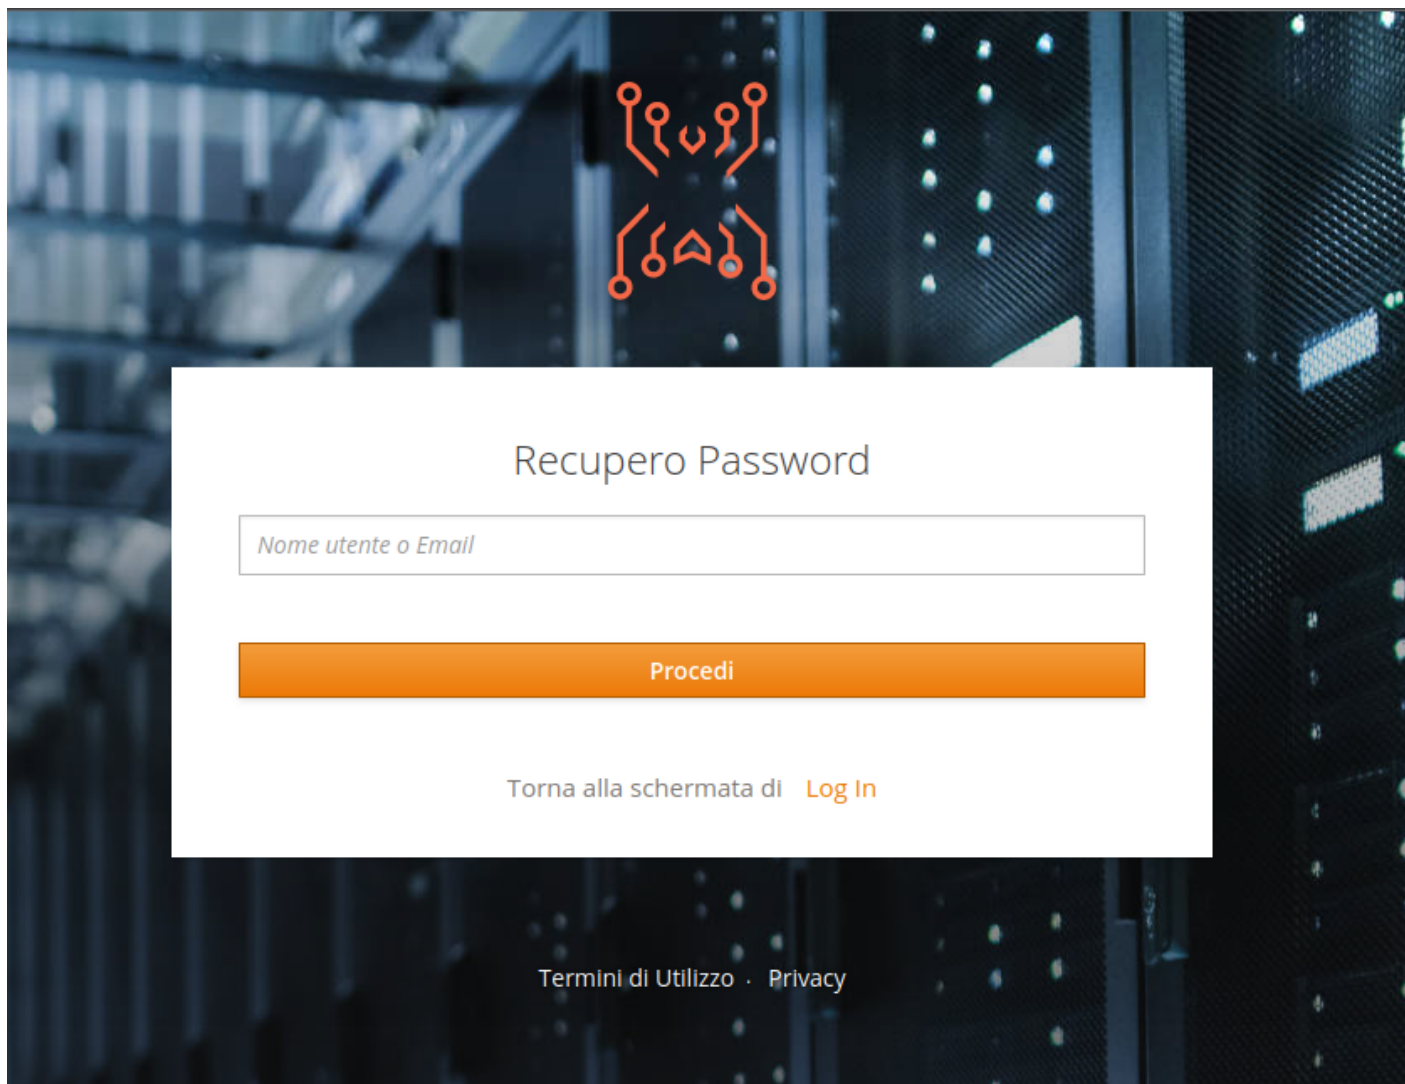 Recupero Password
Nome utente o Email
Procedi
Torna alla schermata di Log In
Termini di Utilizzo · Privacy